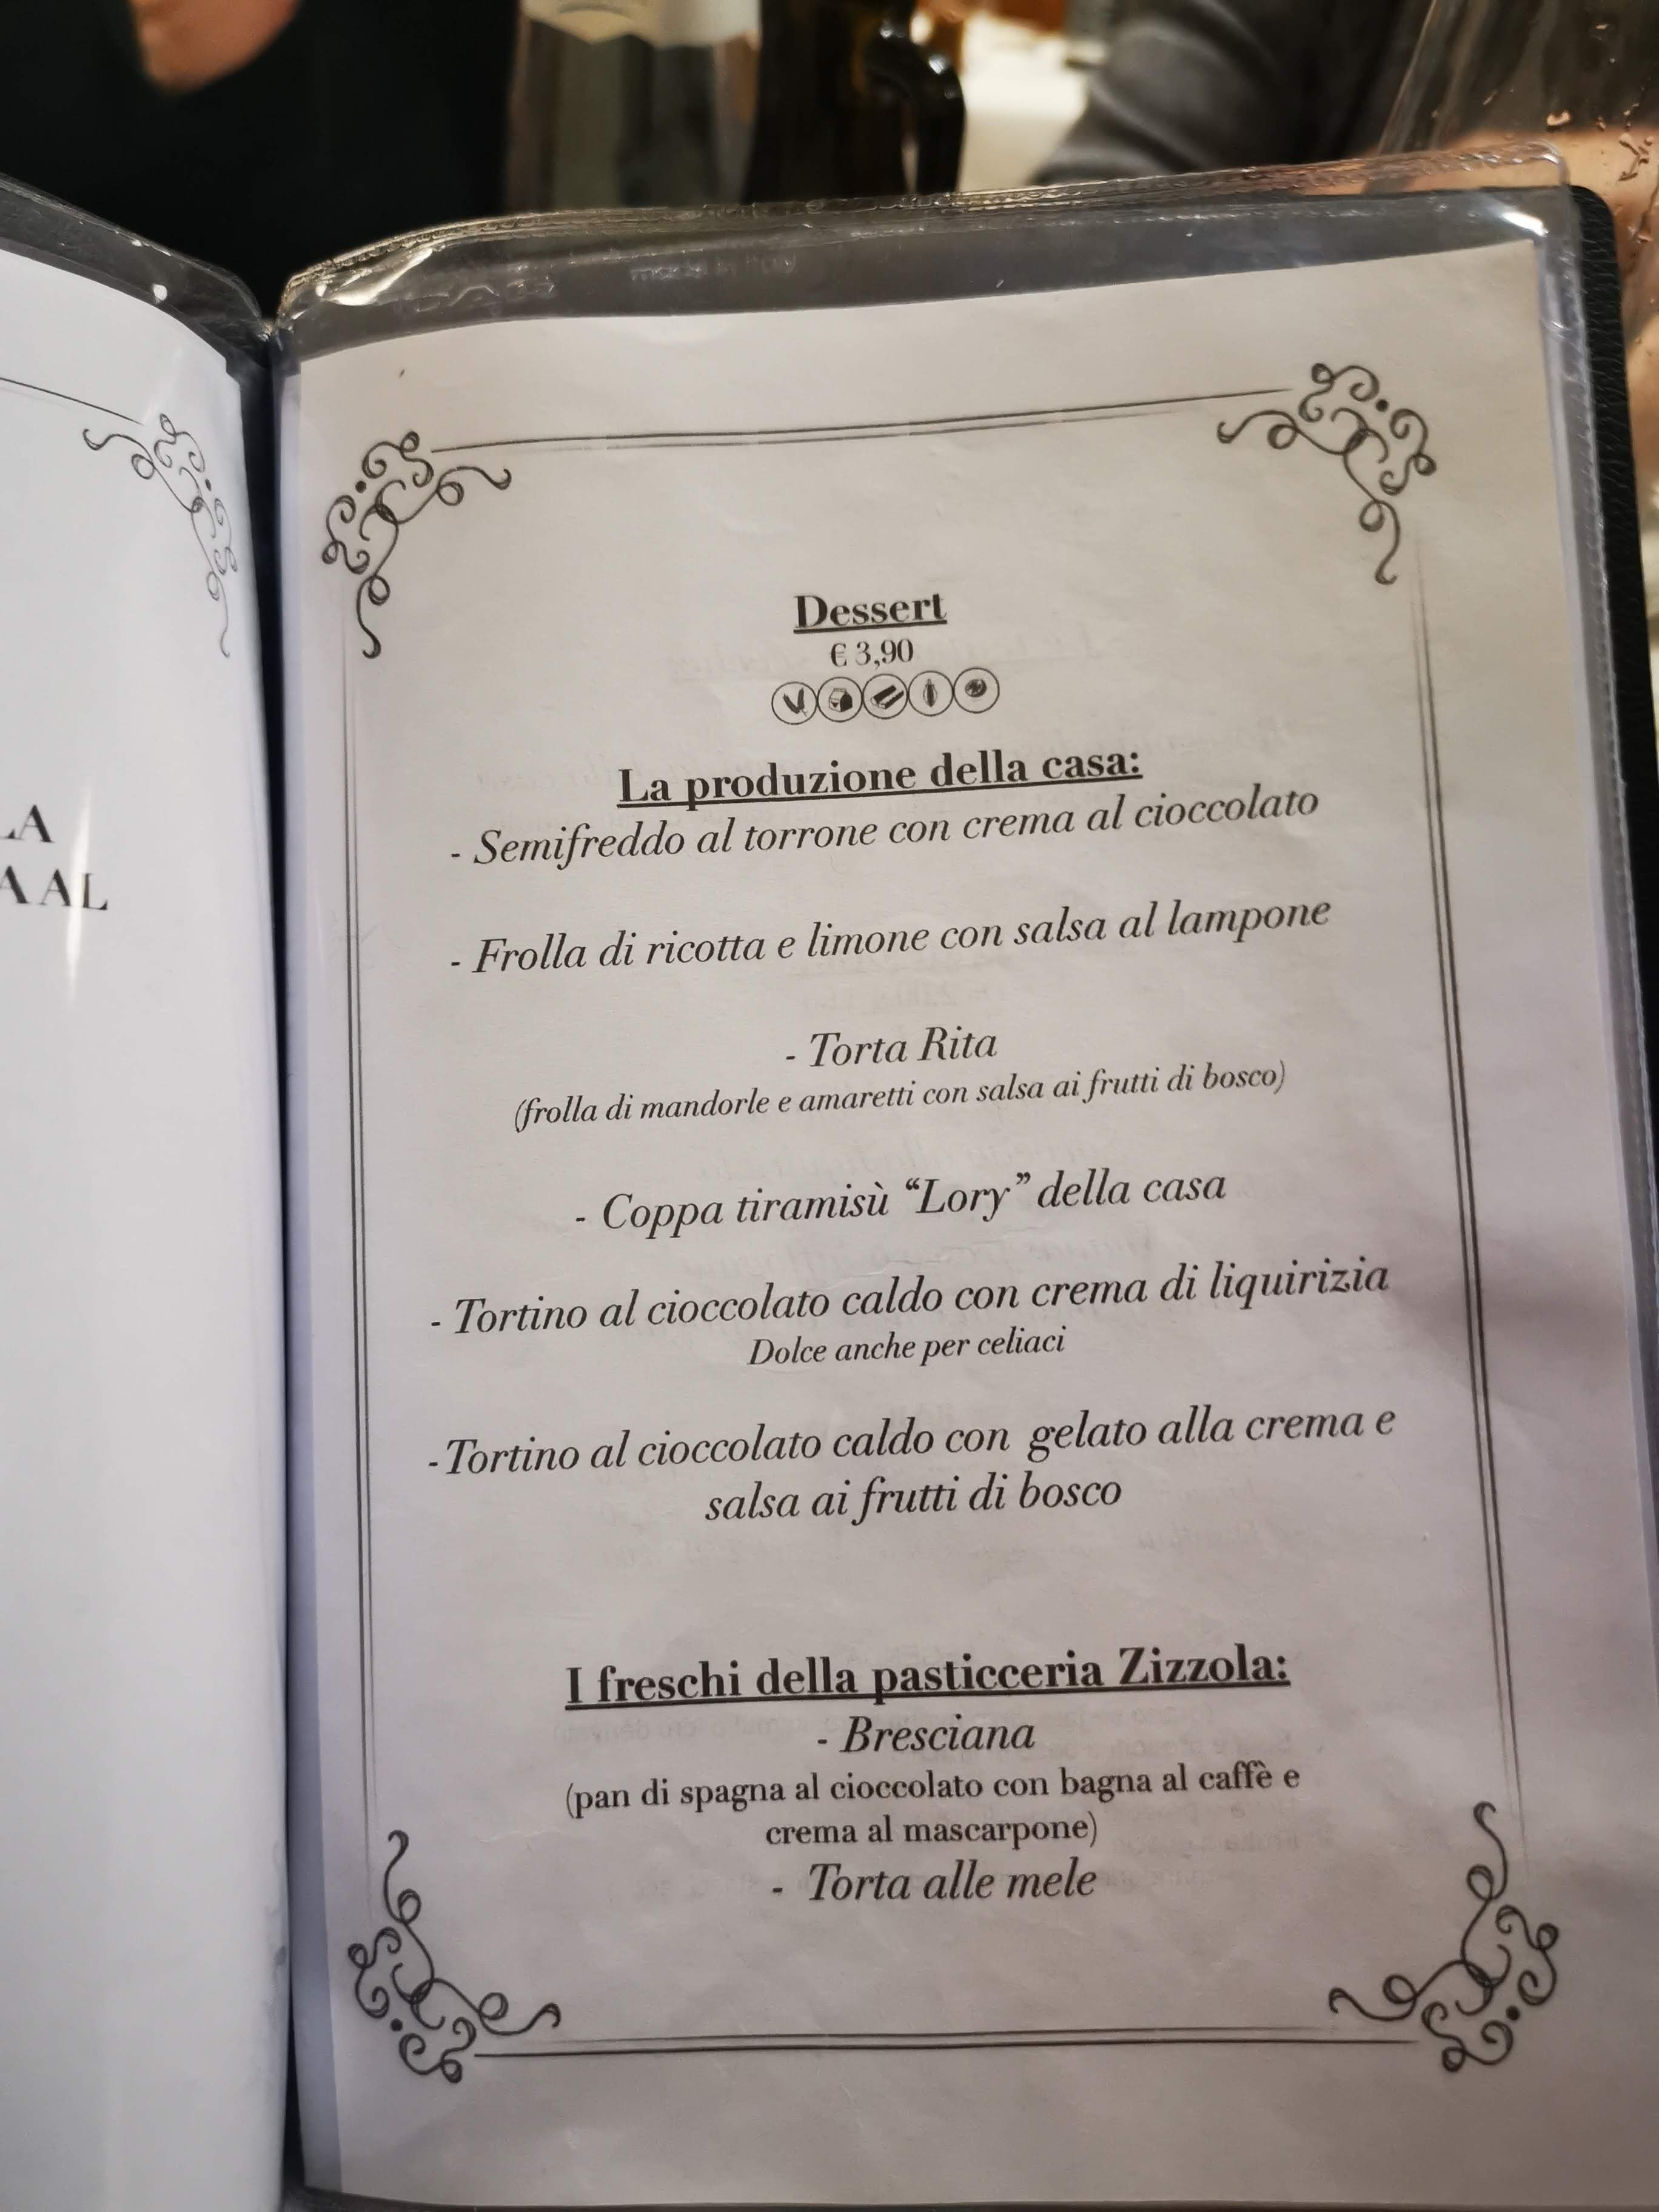 LA
A AL
Dessert
€ 3,90
La produzione della casa:
- Semifreddo al torrone con crema al cioccolato
- Frolla di ricotta e limone con salsa al lampone
- Torta Rita
(frolla di mandorle e amaretti con salsa ai frutti di bosco)
- Coppa tiramisù “Lory” della casa
- Tortino al cioccolato caldo con crema di liquirizia
Dolce anche per celiaci
- Tortino al cioccolato caldo con gelato alla crema e
salsa ai frutti di bosco
I freschi della pasticceria Zizzola:
- Bresciana
(pan di spagna al cioccolato con bagna al caffè e
crema al mascarpone)
- Torta alle mele